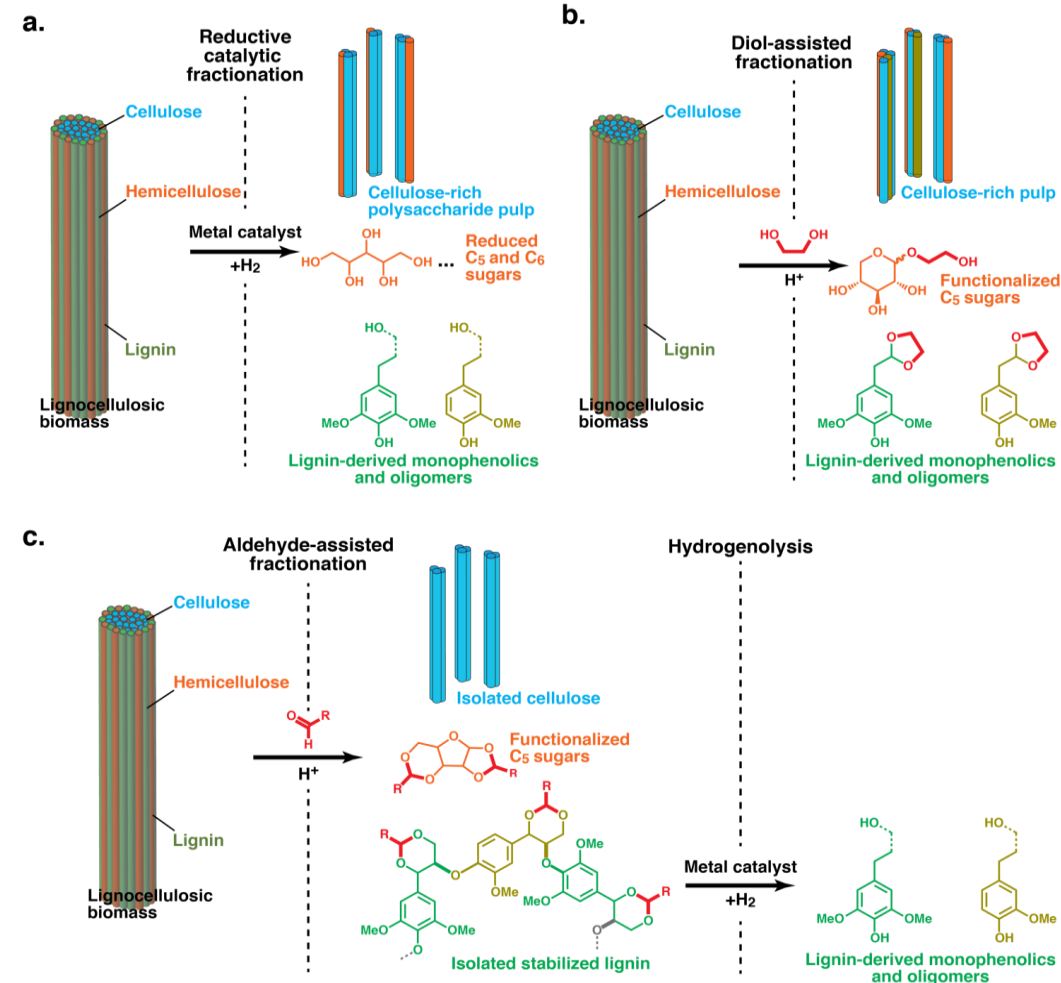 a.
Reductive
catalytic
fractionation
Cellulose
Hemicellulose
Lignin
Lignocellulosic
biomass
Metal catalyst
+H₂
Cellulose-rich
polysaccharide pulp
OH
HO
OH
OH
OH
...
Reduced
C₅ and C₆
sugars
HO
MeO
OMe
OH
HO
OMe
OH
Lignin-derived monophenolics
and oligomers
b.
Diol-assisted
fractionation
Cellulose
Hemicellulose
Lignin
Lignocellulosic
biomass
HO
OH
H⁺
Cellulose-rich pulp
O
O
OH
HO
OH
OH
Functionalized
C₅ sugars
O
O
MeO
OMe
OH
O
O
OMe
OH
Lignin-derived monophenolics
and oligomers
c.
Aldehyde-assisted
fractionation
Cellulose
Hemicellulose
Lignin
Lignocellulosic
biomass
O
R
H
H⁺
Isolated cellulose
O
O
O
O
O
R
R
Functionalized
C₅ sugars
R
O
O
R
O
O
O
OMe
MeO
OMe
O
O
OMe
MeO
O
R
O
O
Isolated stabilized lignin
Hydrogenolysis
Metal catalyst
+H₂
HO
MeO
OMe
OH
HO
OMe
OH
Lignin-derived monophenolics
and oligomers